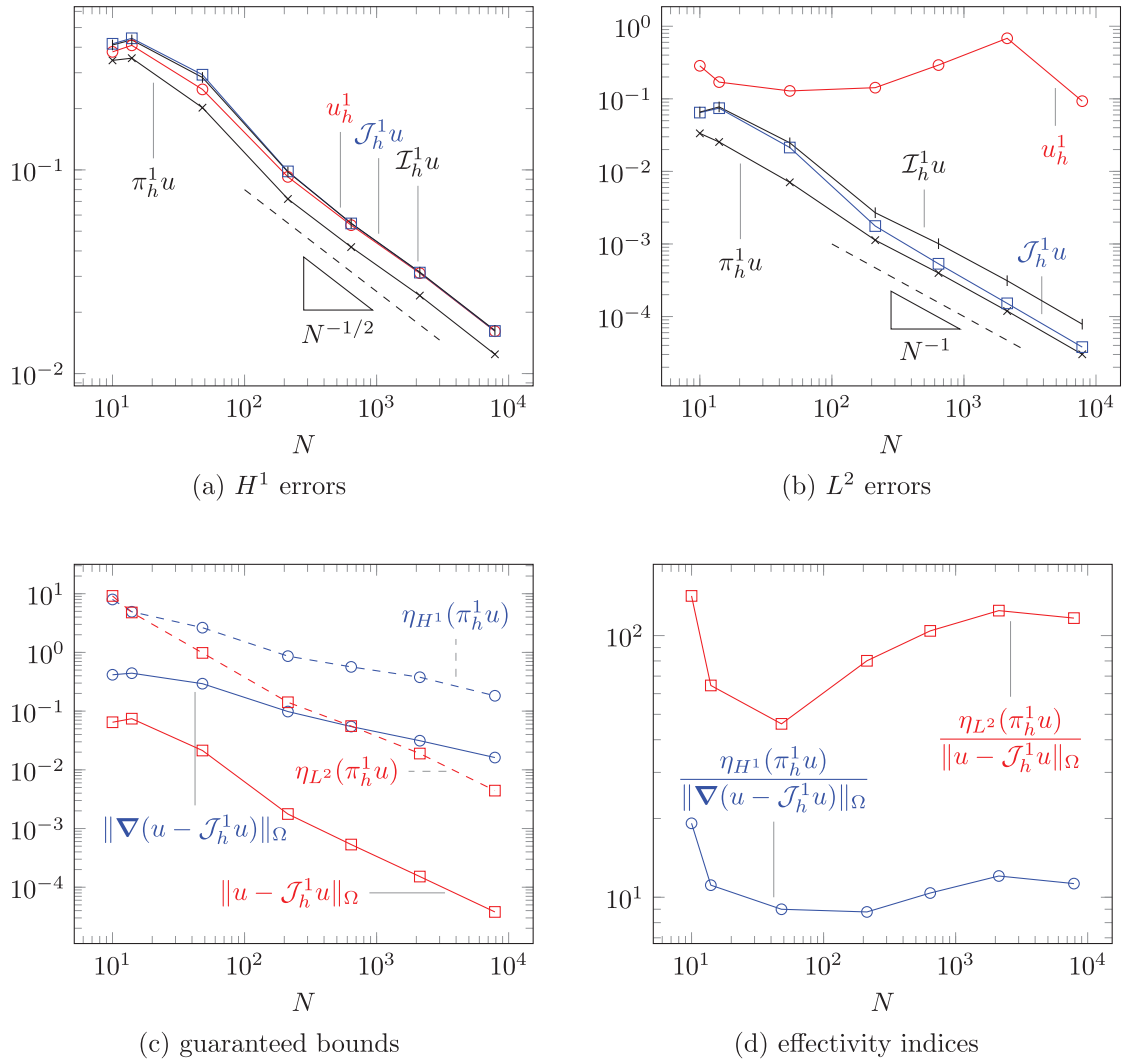 10^{-1}
10^{-2}
π_h^1 u
u_h^1
𝒥_h^1 u
ℐ_h^1 u
N^{-1/2}
10^1 10^2 10^3 10^4
N
(a) H^1 errors
10^0
10^{-1}
10^{-2}
10^{-3}
10^{-4}
u_h^1
ℐ_h^1 u
π_h^1 u
𝒥_h^1 u
N^{-1}
10^1 10^2 10^3 10^4
N
(b) L^2 errors
10^1
10^0
10^{-1}
10^{-2}
10^{-3}
10^{-4}
η_{H^1}(π_h^1 u)
η_{L^2}(π_h^1 u)
‖∇(u − 𝒥_h^1 u)‖_Ω
‖u − 𝒥_h^1 u‖_Ω
10^1 10^2 10^3 10^4
N
(c) guaranteed bounds
10^2
10^1
η_{L^2}(π_h^1 u)
‖u − 𝒥_h^1 u‖_Ω
η_{H^1}(π_h^1 u)
‖∇(u − 𝒥_h^1 u)‖_Ω
10^1 10^2 10^3 10^4
N
(d) effectivity indices